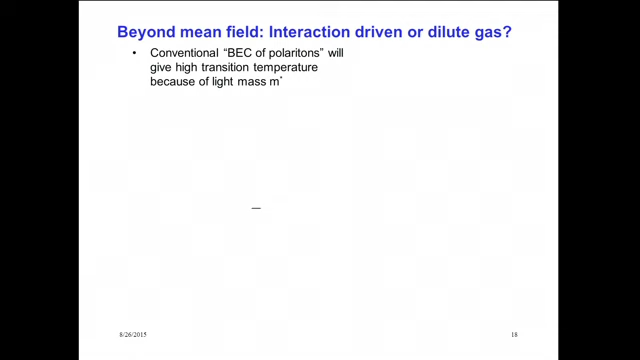 Beyond mean field: Interaction driven or dilute gas?
• Conventional “BEC of polaritons” will
give high transition temperature
because of light mass m*
8/26/2015
18